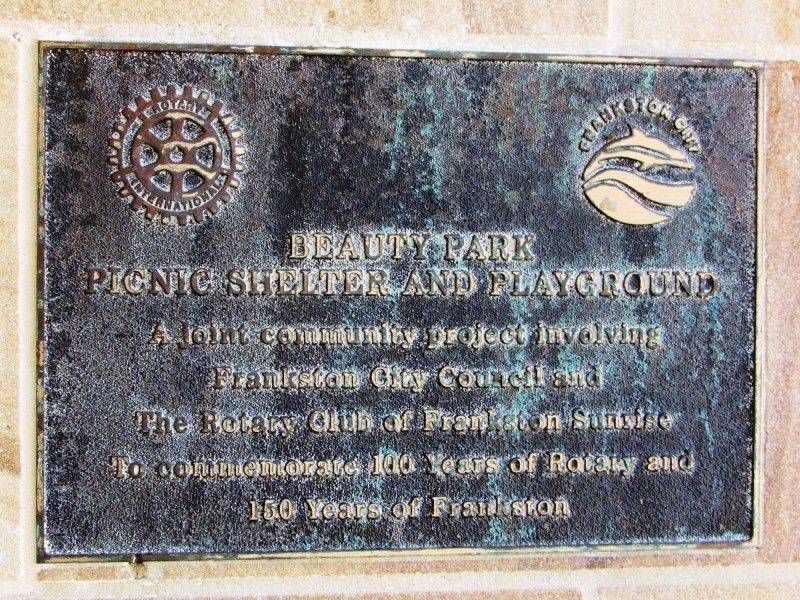 ROTARY
INTERNATIONAL
FRANKSTON CITY
BEAUTY PARK
PICNIC SHELTER AND PLAYGROUND
A joint community project involving
Frankston City Council and
The Rotary Club of Frankston Sunrise
To commemorate 100 Years of Rotary and
150 Years of Frankston